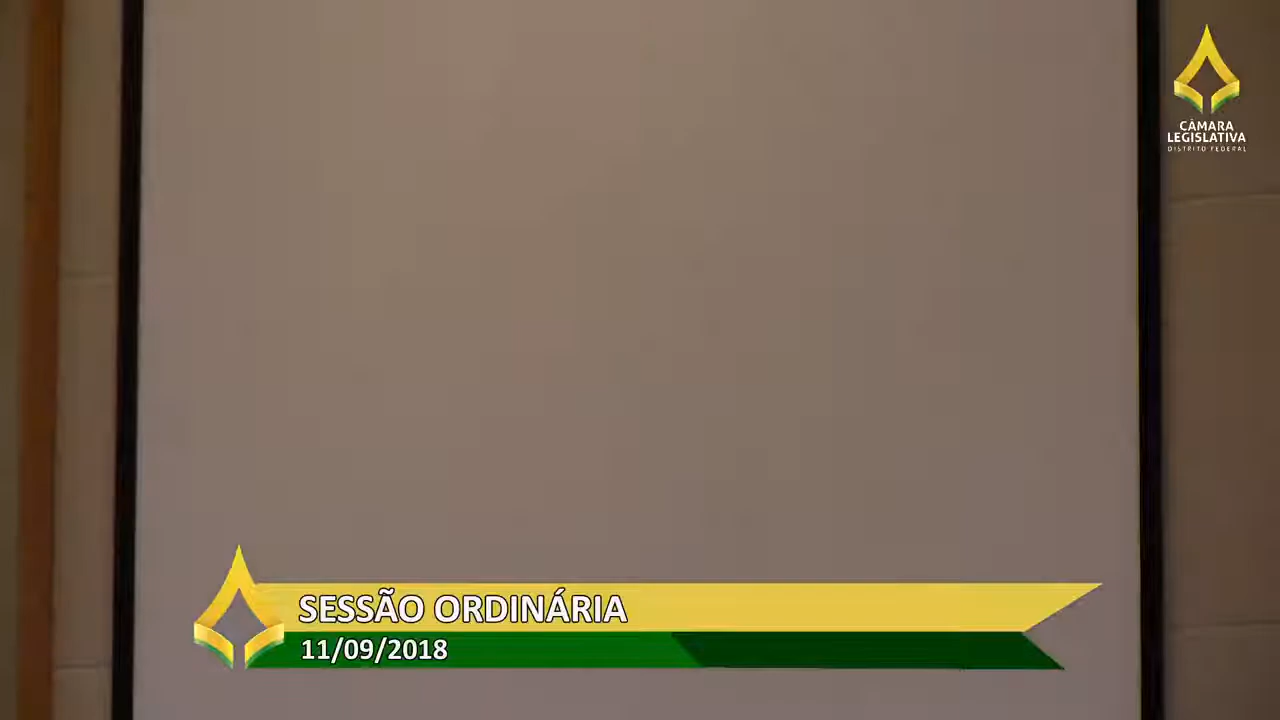 CÂMARA
LEGISLATIVA
DISTRITO FEDERAL
SESSÃO ORDINÁRIA
11/09/2018